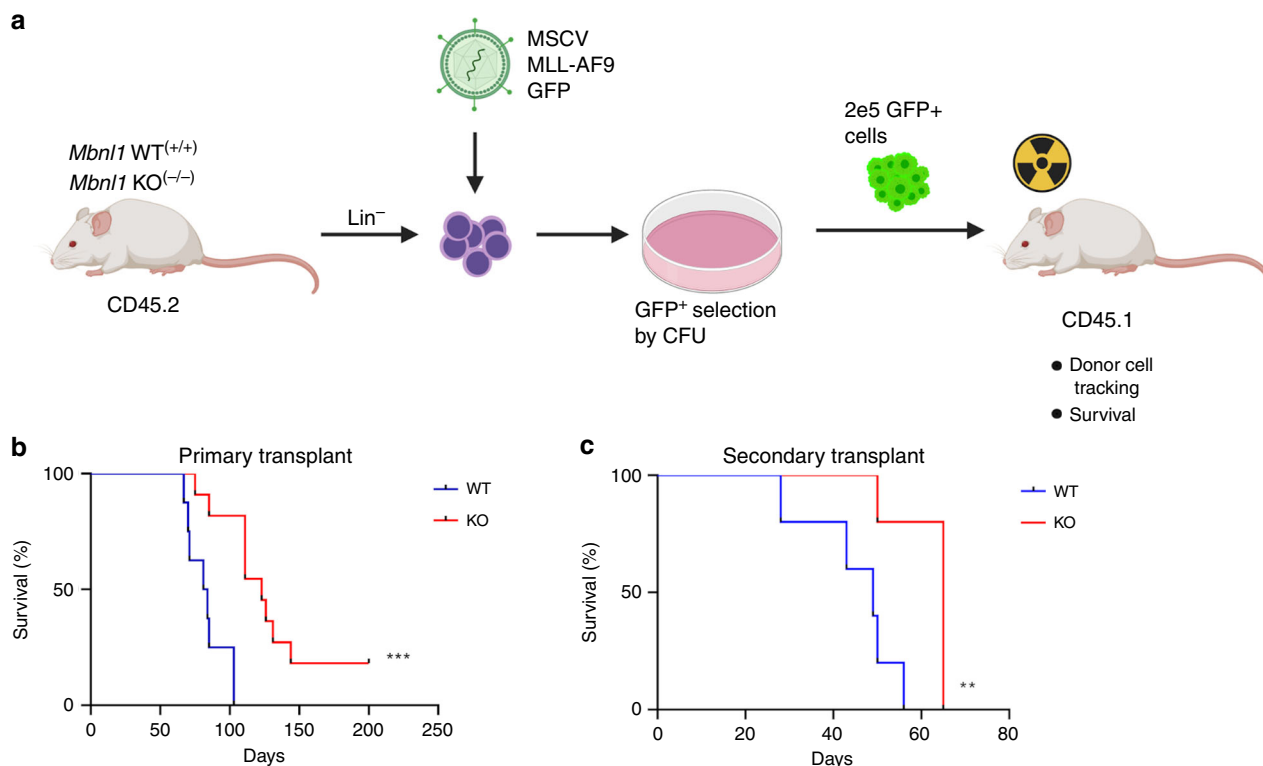 a
MSCV
MLL-AF9
GFP
2e5 GFP+
cells
Mbnl1 WT(+/+)
Mbnl1 KO(–/–)
Lin–
CD45.2
GFP+ selection
by CFU
CD45.1
● Donor cell
tracking
● Survival
b
Primary transplant
100
50
0
Survival (%)
WT
KO
***
0 50 100 150 200 250
Days
c
Secondary transplant
100
50
0
Survival (%)
WT
KO
**
0 20 40 60 80
Days